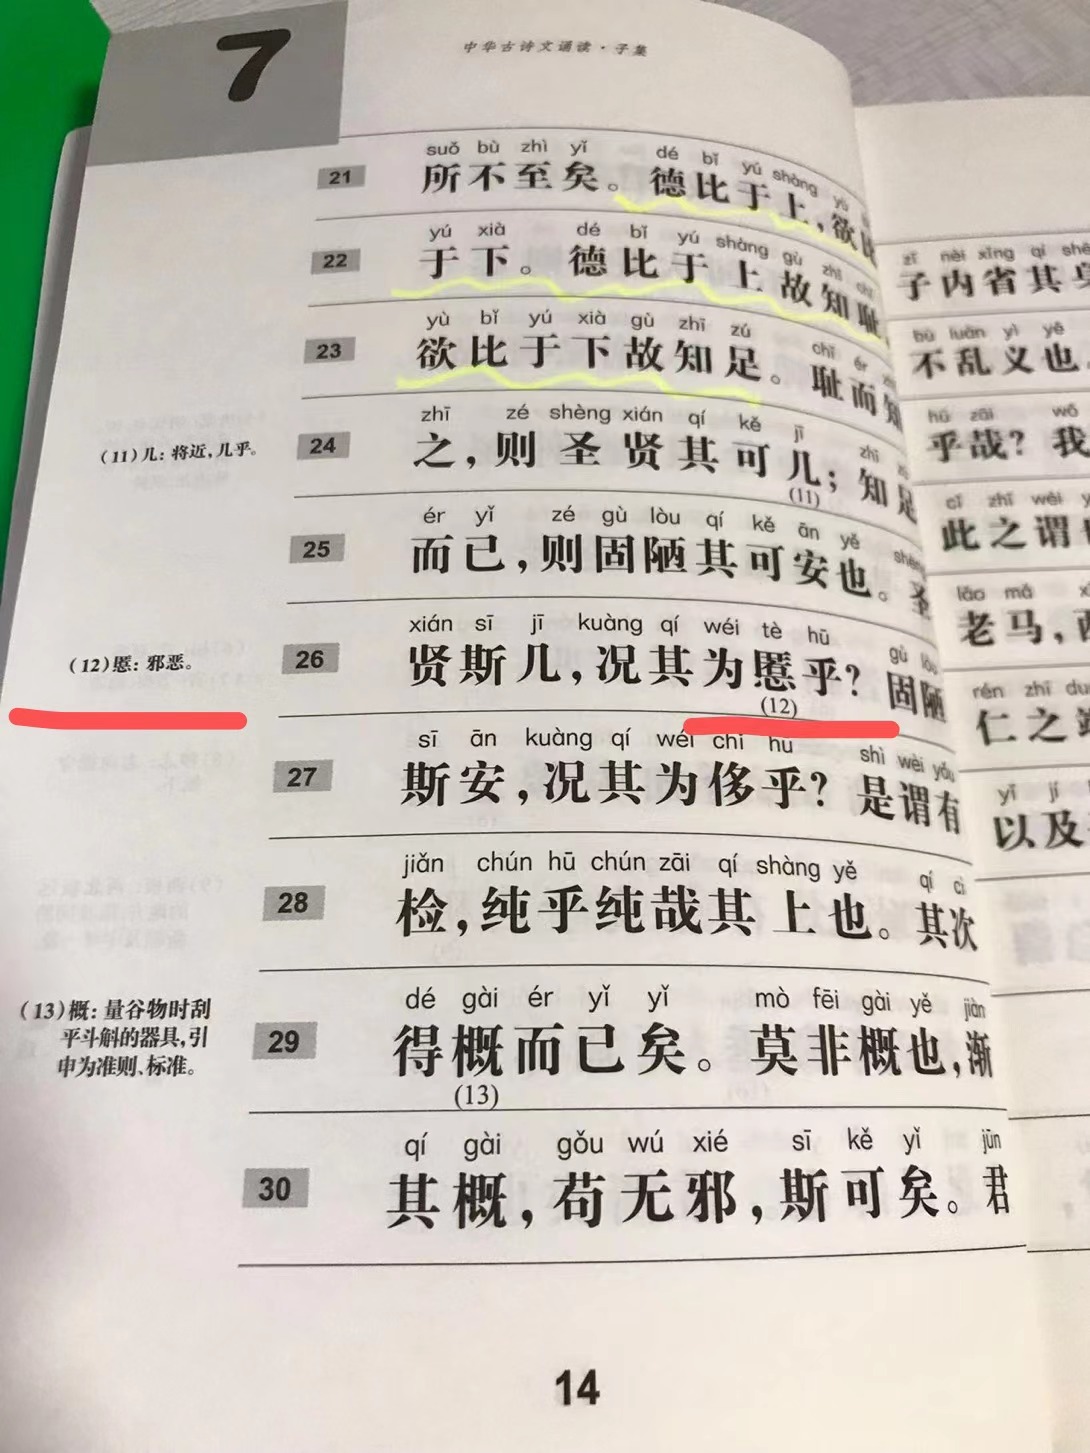 7
中华古诗文诵读·子集
suǒ bù zhì yǐ dé bǐ yú shàng yù
21 所不至矣。德比于上，欲比
yú xià dé bǐ yú shàng gù zhī chǐ
22 于下。德比于上故知耻
yù bǐ yú xià gù zhī zú chǐ ér
23 欲比于下故知足。耻而知
zhī zé shèng xián qí kě jī zhī
(11)几：将近，几乎。
24 之，则圣贤其可几；知足
(11)
ér yǐ zé gù lòu qí kě ān yě
25 而已，则固陋其可安也。圣
xián sī jī kuàng qí wéi tè hū gù lòu
(12)慝：邪恶。
26 贤斯几，况其为慝乎？固陋
(12)
sī ān kuàng qí wéi chǐ hū shì wèi yǒu
27 斯安，况其为侈乎？是谓有
jiǎn chún hū chún zāi qí shàng yě qí cì
28 检，纯乎纯哉其上也。其次
dé gài ér yǐ yǐ mò fēi gài yě jiàn
(13)概：量谷物时刮
平斗斛的器具，引
申为准则、标准。
29 得概而已矣。莫非概也，渐
(13)
qí gài gǒu wú xié sī kě yǐ jūn
30 其概，苟无邪，斯可矣。君
14
zǐ nèi xǐng qí
子内省其身
bù luàn yì yě
不乱义也
hū zāi wǒ
乎哉？我
cǐ zhī wèi
此之谓
lǎo mǎ
老马，
rén zhī
仁之
yǐ jí
以及